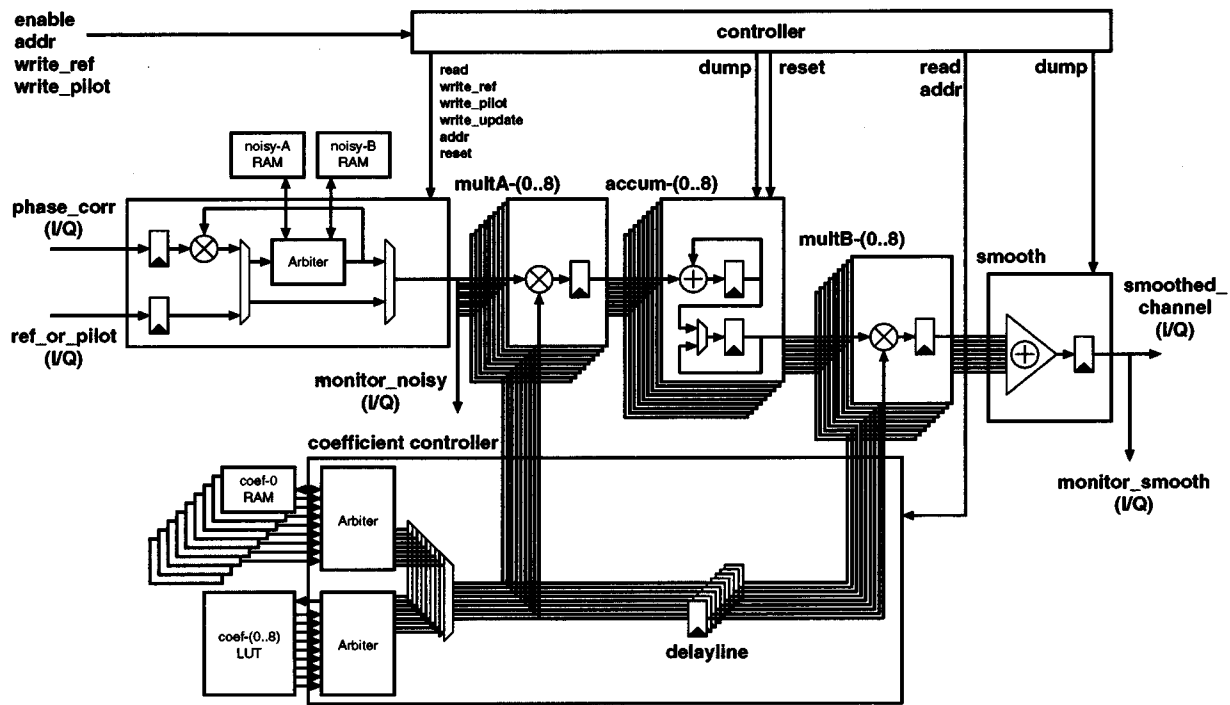 enable
addr
write_ref
write_pilot
controller
read
write_ref
write_pilot
write_update
addr
reset
dump
reset
read
addr
dump
noisy-A
RAM
noisy-B
RAM
phase_corr
(I/Q)
Arbiter
ref_or_pilot
(I/Q)
multA-(0..8)
accum-(0..8)
multB-(0..8)
smooth
smoothed_
channel
(I/Q)
monitor_noisy
(I/Q)
monitor_smooth
(I/Q)
coefficient controller
coef-0
RAM
Arbiter
coef-(0..8)
LUT
Arbiter
delayline